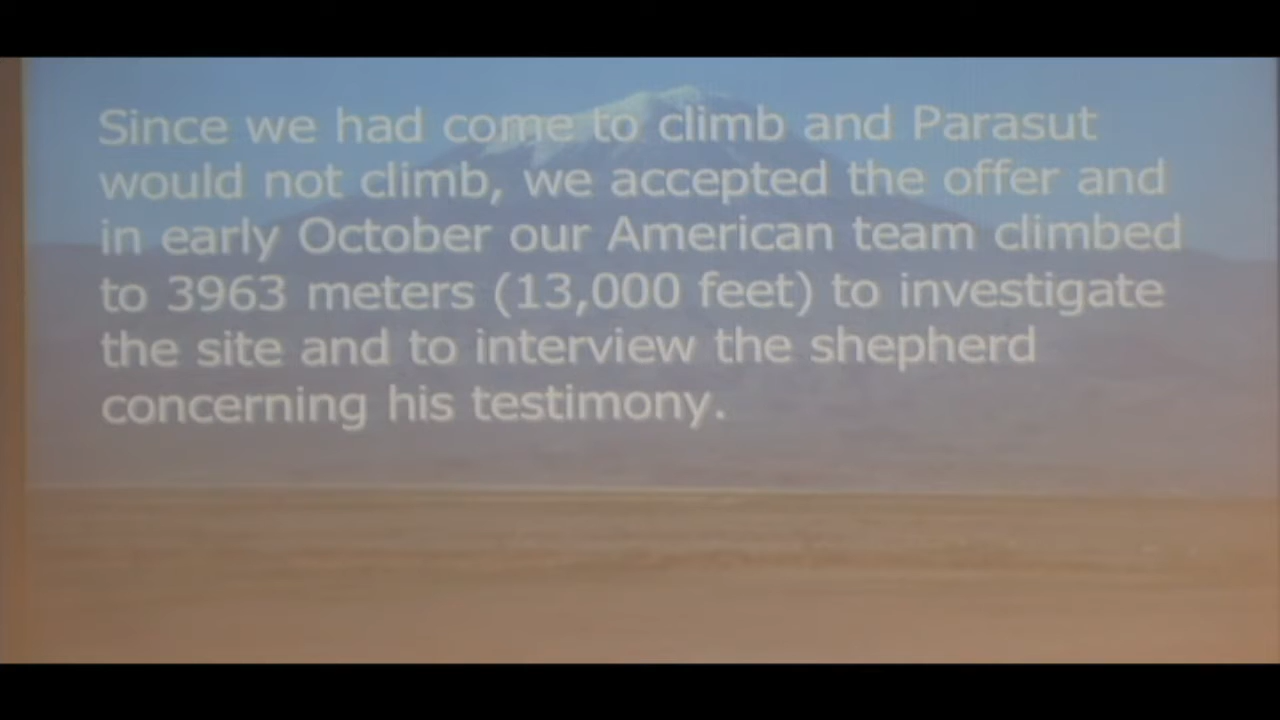 Since we had come to climb and Parasut
would not climb, we accepted the offer and
in early October our American team climbed
to 3963 meters (13,000 feet) to investigate
the site and to interview the shepherd
concerning his testimony.